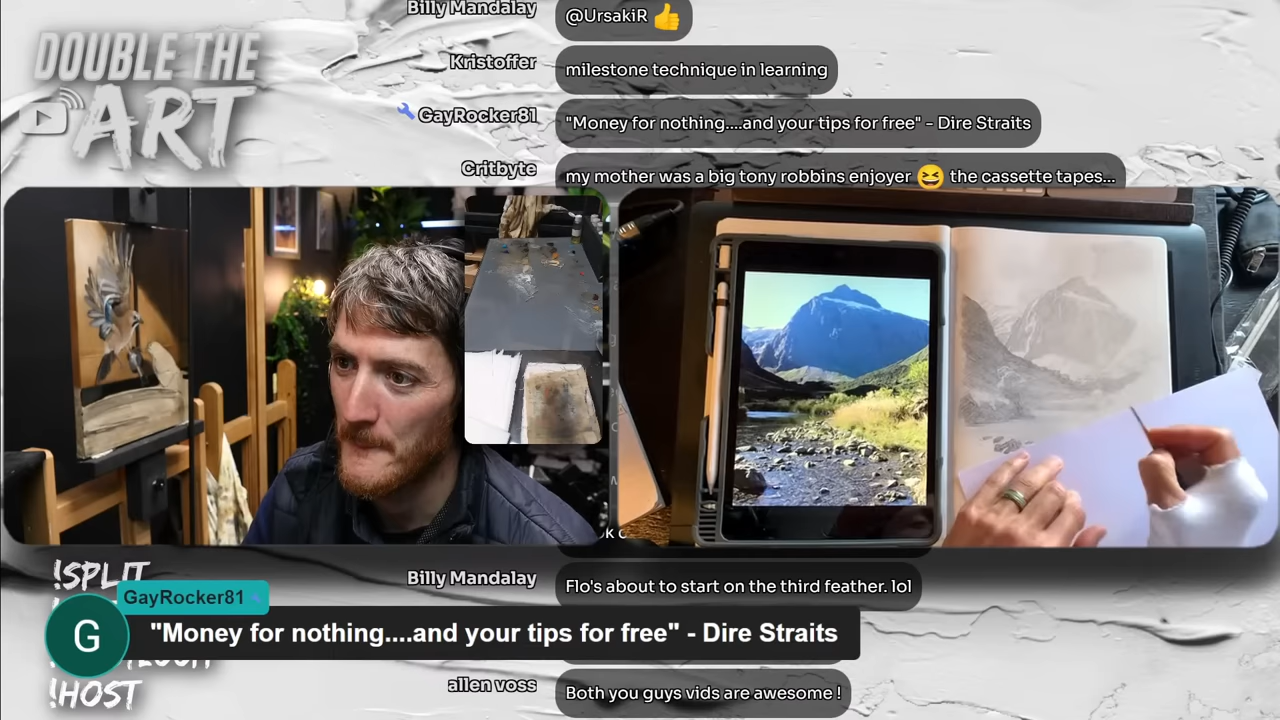 Billy Mandalay
@UrsakiR 👍
DOUBLE THE
ART
Kristoffer
milestone technique in learning
GayRocker81
"Money for nothing....and your tips for free" - Dire Straits
Critbyte
my mother was a big tony robbins enjoyer 😆 the cassette tapes...
!SPLIT
Billy Mandalay
Flo's about to start on the third feather. lol
GayRocker81
G
"Money for nothing....and your tips for free" - Dire Straits
!HOST
allen voss
Both you guys vids are awesome !